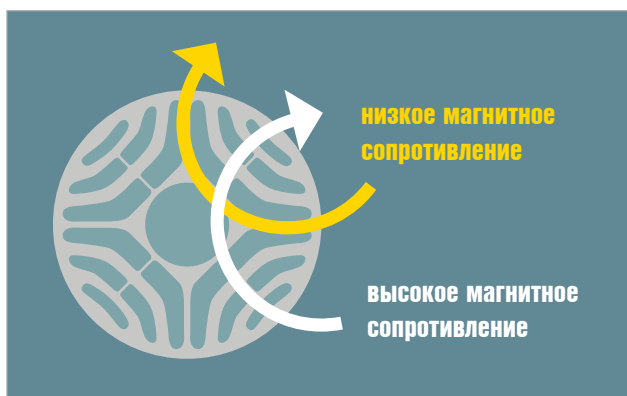 низкое магнитное
сопротивление
высокое магнитное
сопротивление